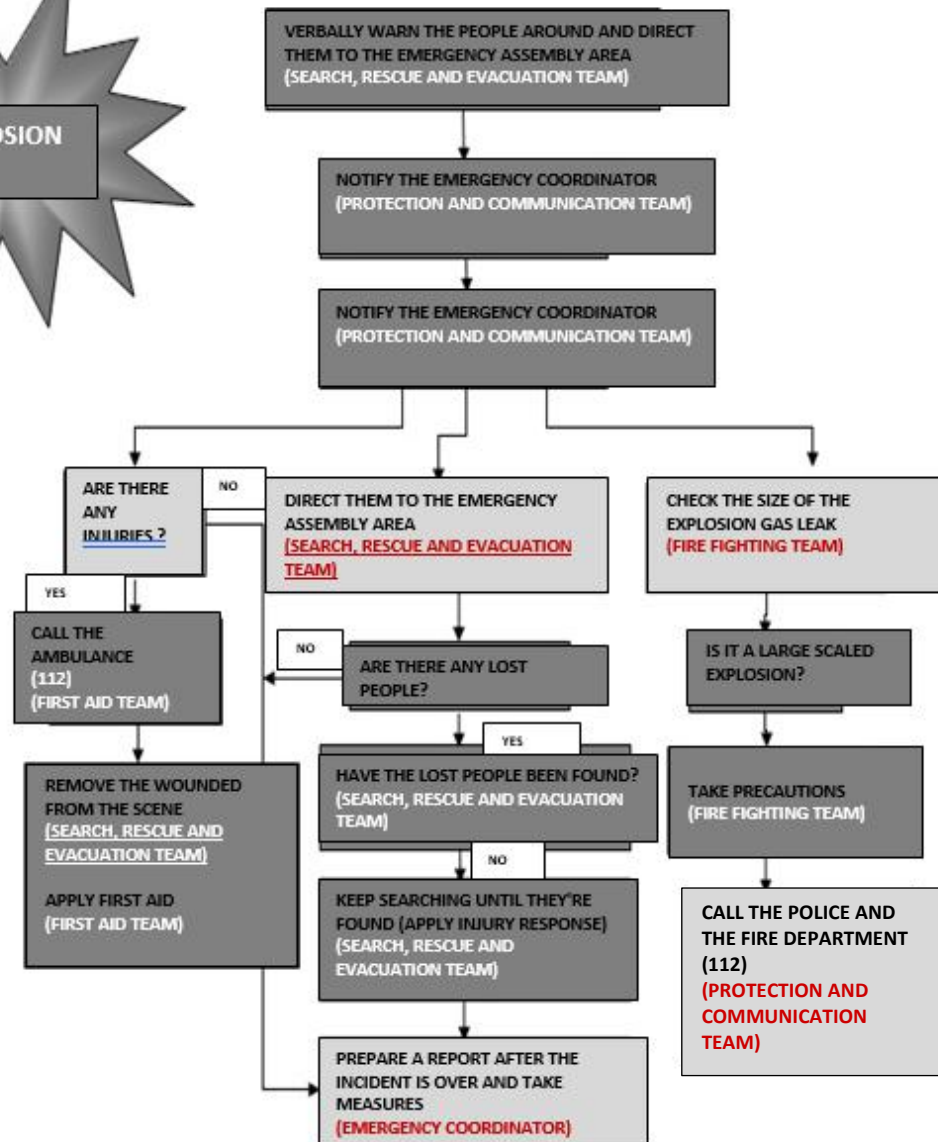 VERBALLY WARN THE PEOPLE AROUND AND DIRECT
THEM TO THE EMERGENCY ASSEMBLY AREA
(SEARCH, RESCUE AND EVACUATION TEAM)
OSION
NOTIFY THE EMERGENCY COORDINATOR
(PROTECTION AND COMMUNICATION TEAM)
NOTIFY THE EMERGENCY COORDINATOR
(PROTECTION AND COMMUNICATION TEAM)
ARE THERE
ANY
INJURIES ?
NO
DIRECT THEM TO THE EMERGENCY
ASSEMBLY AREA
(SEARCH, RESCUE AND EVACUATION
TEAM)
CHECK THE SIZE OF THE
EXPLOSION GAS LEAK
(FIRE FIGHTING TEAM)
YES
CALL THE
AMBULANCE
(112)
(FIRST AID TEAM)
NO
ARE THERE ANY LOST
PEOPLE?
IS IT A LARGE SCALED
EXPLOSION?
YES
REMOVE THE WOUNDED
FROM THE SCENE
(SEARCH, RESCUE AND
EVACUATION TEAM)
APPLY FIRST AID
(FIRST AID TEAM)
HAVE THE LOST PEOPLE BEEN FOUND?
(SEARCH, RESCUE AND EVACUATION
TEAM)
TAKE PRECAUTIONS
(FIRE FIGHTING TEAM)
NO
KEEP SEARCHING UNTIL THEY'RE
FOUND (APPLY INJURY RESPONSE)
(SEARCH, RESCUE AND
EVACUATION TEAM)
CALL THE POLICE AND
THE FIRE DEPARTMENT
(112)
(PROTECTION AND
COMMUNICATION
TEAM)
PREPARE A REPORT AFTER THE
INCIDENT IS OVER AND TAKE
MEASURES
(EMERGENCY COORDINATOR)